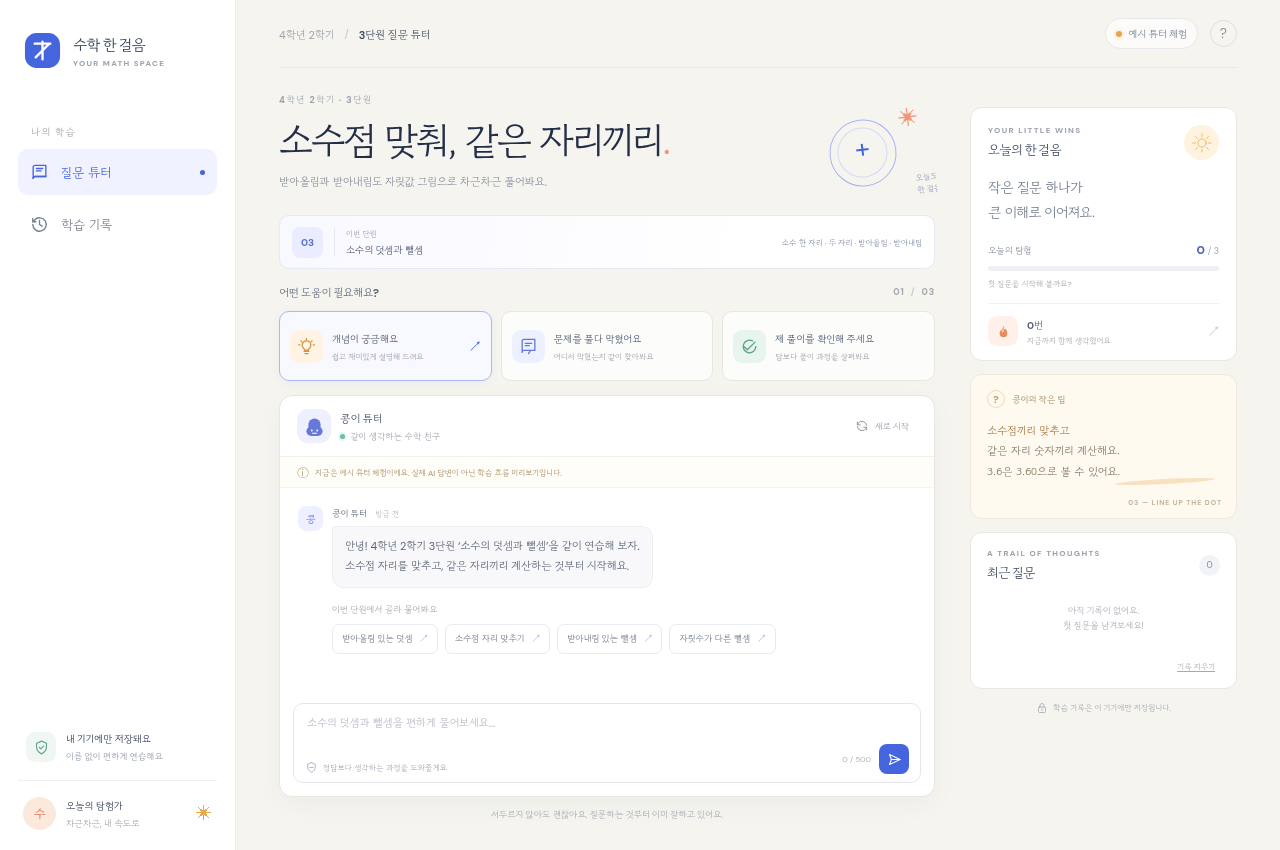 수학 한 걸음
YOUR MATH SPACE
나의 학습
질문 튜터
학습 기록
내 기기에만 저장돼요
이름 없이 편하게 연습해요
수
오늘의 탐험가
차근차근, 내 속도로
4학년 2학기 / 3단원 질문 튜터
예시 튜터 체험
?
4학년 2학기 · 3단원
소수점 맞춰, 같은 자리끼리.
받아올림과 받아내림도 자릿값 그림으로 차근차근 풀어봐요.
03
이번 단원
소수의 덧셈과 뺄셈
소수 한 자리 · 두 자리 · 받아올림 · 받아내림
어떤 도움이 필요해요?
01 / 03
개념이 궁금해요
쉽고 재미있게 설명해 드려요
문제를 풀다 막혔어요
어디서 막혔는지 같이 찾아봐요
제 풀이를 확인해 주세요
답보다 풀이 과정을 살펴봐요
콩이 튜터
같이 생각하는 수학 친구
새로 시작
지금은 예시 튜터 체험이에요. 실제 AI 답변이 아닌 학습 흐름 미리보기입니다.
콩
콩이 튜터 방금 전
안녕! 4학년 2학기 3단원 ‘소수의 덧셈과 뺄셈’을 같이 연습해 보자.
소수점 자리를 맞추고, 같은 자리끼리 계산하는 것부터 시작해요.
이번 단원에서 골라 물어봐요
받아올림 있는 덧셈
소수점 자리 맞추기
받아내림 있는 뺄셈
자릿수가 다른 뺄셈
소수의 덧셈과 뺄셈을 편하게 물어보세요...
정답보다 생각하는 과정을 도와줄게요
0 / 500
서두르지 않아도 괜찮아요. 질문하는 것부터 이미 잘하고 있어요.
YOUR LITTLE WINS
오늘의 한 걸음
작은 질문 하나가
큰 이해로 이어져요.
오늘의 탐험
0 / 3
첫 질문을 시작해 볼까요?
0번
지금까지 함께 생각했어요
?
콩이의 작은 팁
소수점끼리 맞추고
같은 자리 숫자끼리 계산해요.
3.6은 3.60으로 볼 수 있어요.
03 — LINE UP THE DOT
A TRAIL OF THOUGHTS
최근 질문
0
아직 기록이 없어요.
첫 질문을 남겨보세요!
기록 지우기
학습 기록은 이 기기에만 저장됩니다.